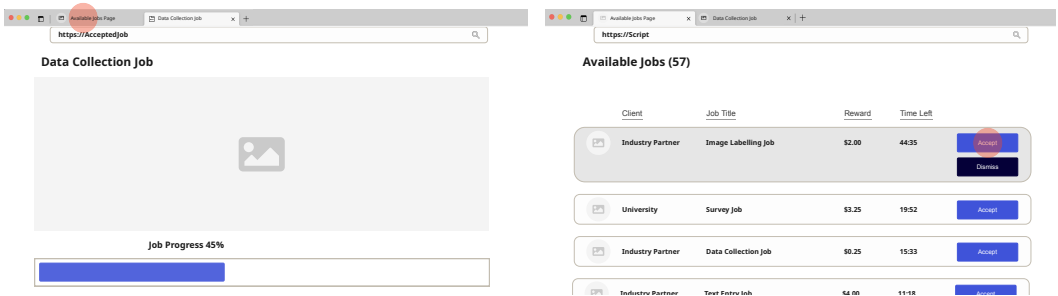 Available Jobs Page
Data Collection Job
x
+
https://AcceptedJob
Data Collection Job
Job Progress 45%
Available Jobs Page
x
Data Collection Job
x
+
https://Script
Available Jobs (57)
Client Job Title Reward Time Left
Industry Partner Image Labelling Job $2.00 44:35 Accept
Dismiss
University Survey Job $3.25 19:52 Accept
Industry Partner Data Collection Job $0.25 15:33 Accept
Industry Partner Text Entry Job $4.00 11:18 Accept